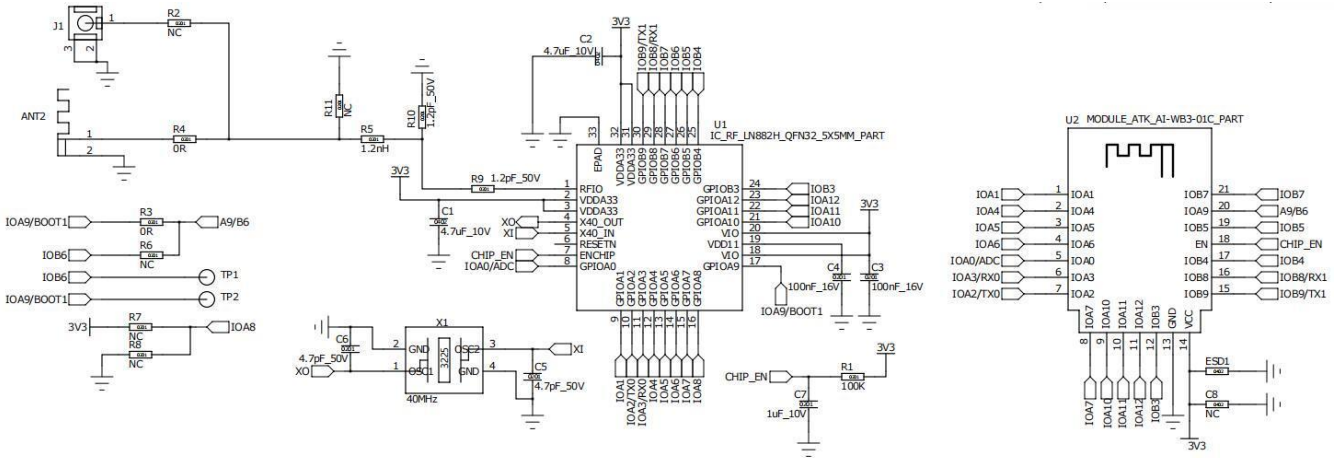 J1
1
3
2
R2
0201
NC
ANT2
1
2
R4
0201
0R
R11
NC
R5
0201
1.2nH
R10
1.2pF_50V
R9
0201
1.2pF_50V
IOA9/BOOT1
R3
0201
0R
A9/B6
IOB6
R6
0201
NC
IOB6
TP1
IOA9/BOOT1
TP2
3V3
R7
0201
NC
IOA8
R8
0201
NC
3V3
C1
0402
4.7uF_10V
C2
4.7uF_10V
0402
3V3
IOB9/TX1
IOB8/RX1
IOB7
IOB6
IOB5
IOB4
33
32
31
30
29
28
27
26
25
EPAD
VDDA33
VDDA33
GPIOB9
GPIOB8
GPIOB7
GPIOB6
GPIOB5
GPIOB4
U1
IC_RF_LN882H_QFN32_5X5MM_PART
1 RFIO
2 VDDA33
3 VDDA33
XO 4 X40_OUT
XI 5 X40_IN
6 RESETN
CHIP_EN 7 ENCHIP
IOA0/ADC 8 GPIOA0
GPIOB3 24 IOB3
GPIOA12 23 IOA12
GPIOA11 22 IOA11
GPIOA10 21 IOA10
VIO 20
VDD11 19
VIO 18
GPIOA9 17
3V3
C4
100nF_16V
C3
100nF_16V
IOA9/BOOT1
GPIOA1
GPIOA2
GPIOA3
GPIOA4
GPIOA5
GPIOA6
GPIOA7
GPIOA8
9
10
11
12
13
14
15
16
IOA1
IOA2/TX0
IOA3/RX0
IOA4
IOA5
IOA6
IOA7
IOA8
C6
4.7pF_50V
XO
X1
2 GND
1 OSC1
3225
OSC2 3
GND 4
40MHz
XI
C5
4.7pF_50V
CHIP_EN
R1
0201
100K
3V3
C7
1uF_10V
U2 MODULE_ATK_AI-WB3-01C_PART
IOA1 1 IOA1
IOA4 2 IOA4
IOA5 3 IOA5
IOA6 4 IOA6
IOA0/ADC 5 IOA0
IOA3/RX0 6 IOA3
IOA2/TX0 7 IOA2
IOB7 21 IOB7
IOA9 20 A9/B6
IOB5 19 IOB5
EN 18 CHIP_EN
IOB4 17 IOB4
IOB8 16 IOB8/RX1
IOB9 15 IOB9/TX1
IOA7
IOA10
IOA11
IOA12
IOB3
GND
VCC
8
9
10
11
12
13
14
IOA7
IOA10
IOA11
IOA12
IOB3
ESD1
0402
C8
0402
NC
3V3